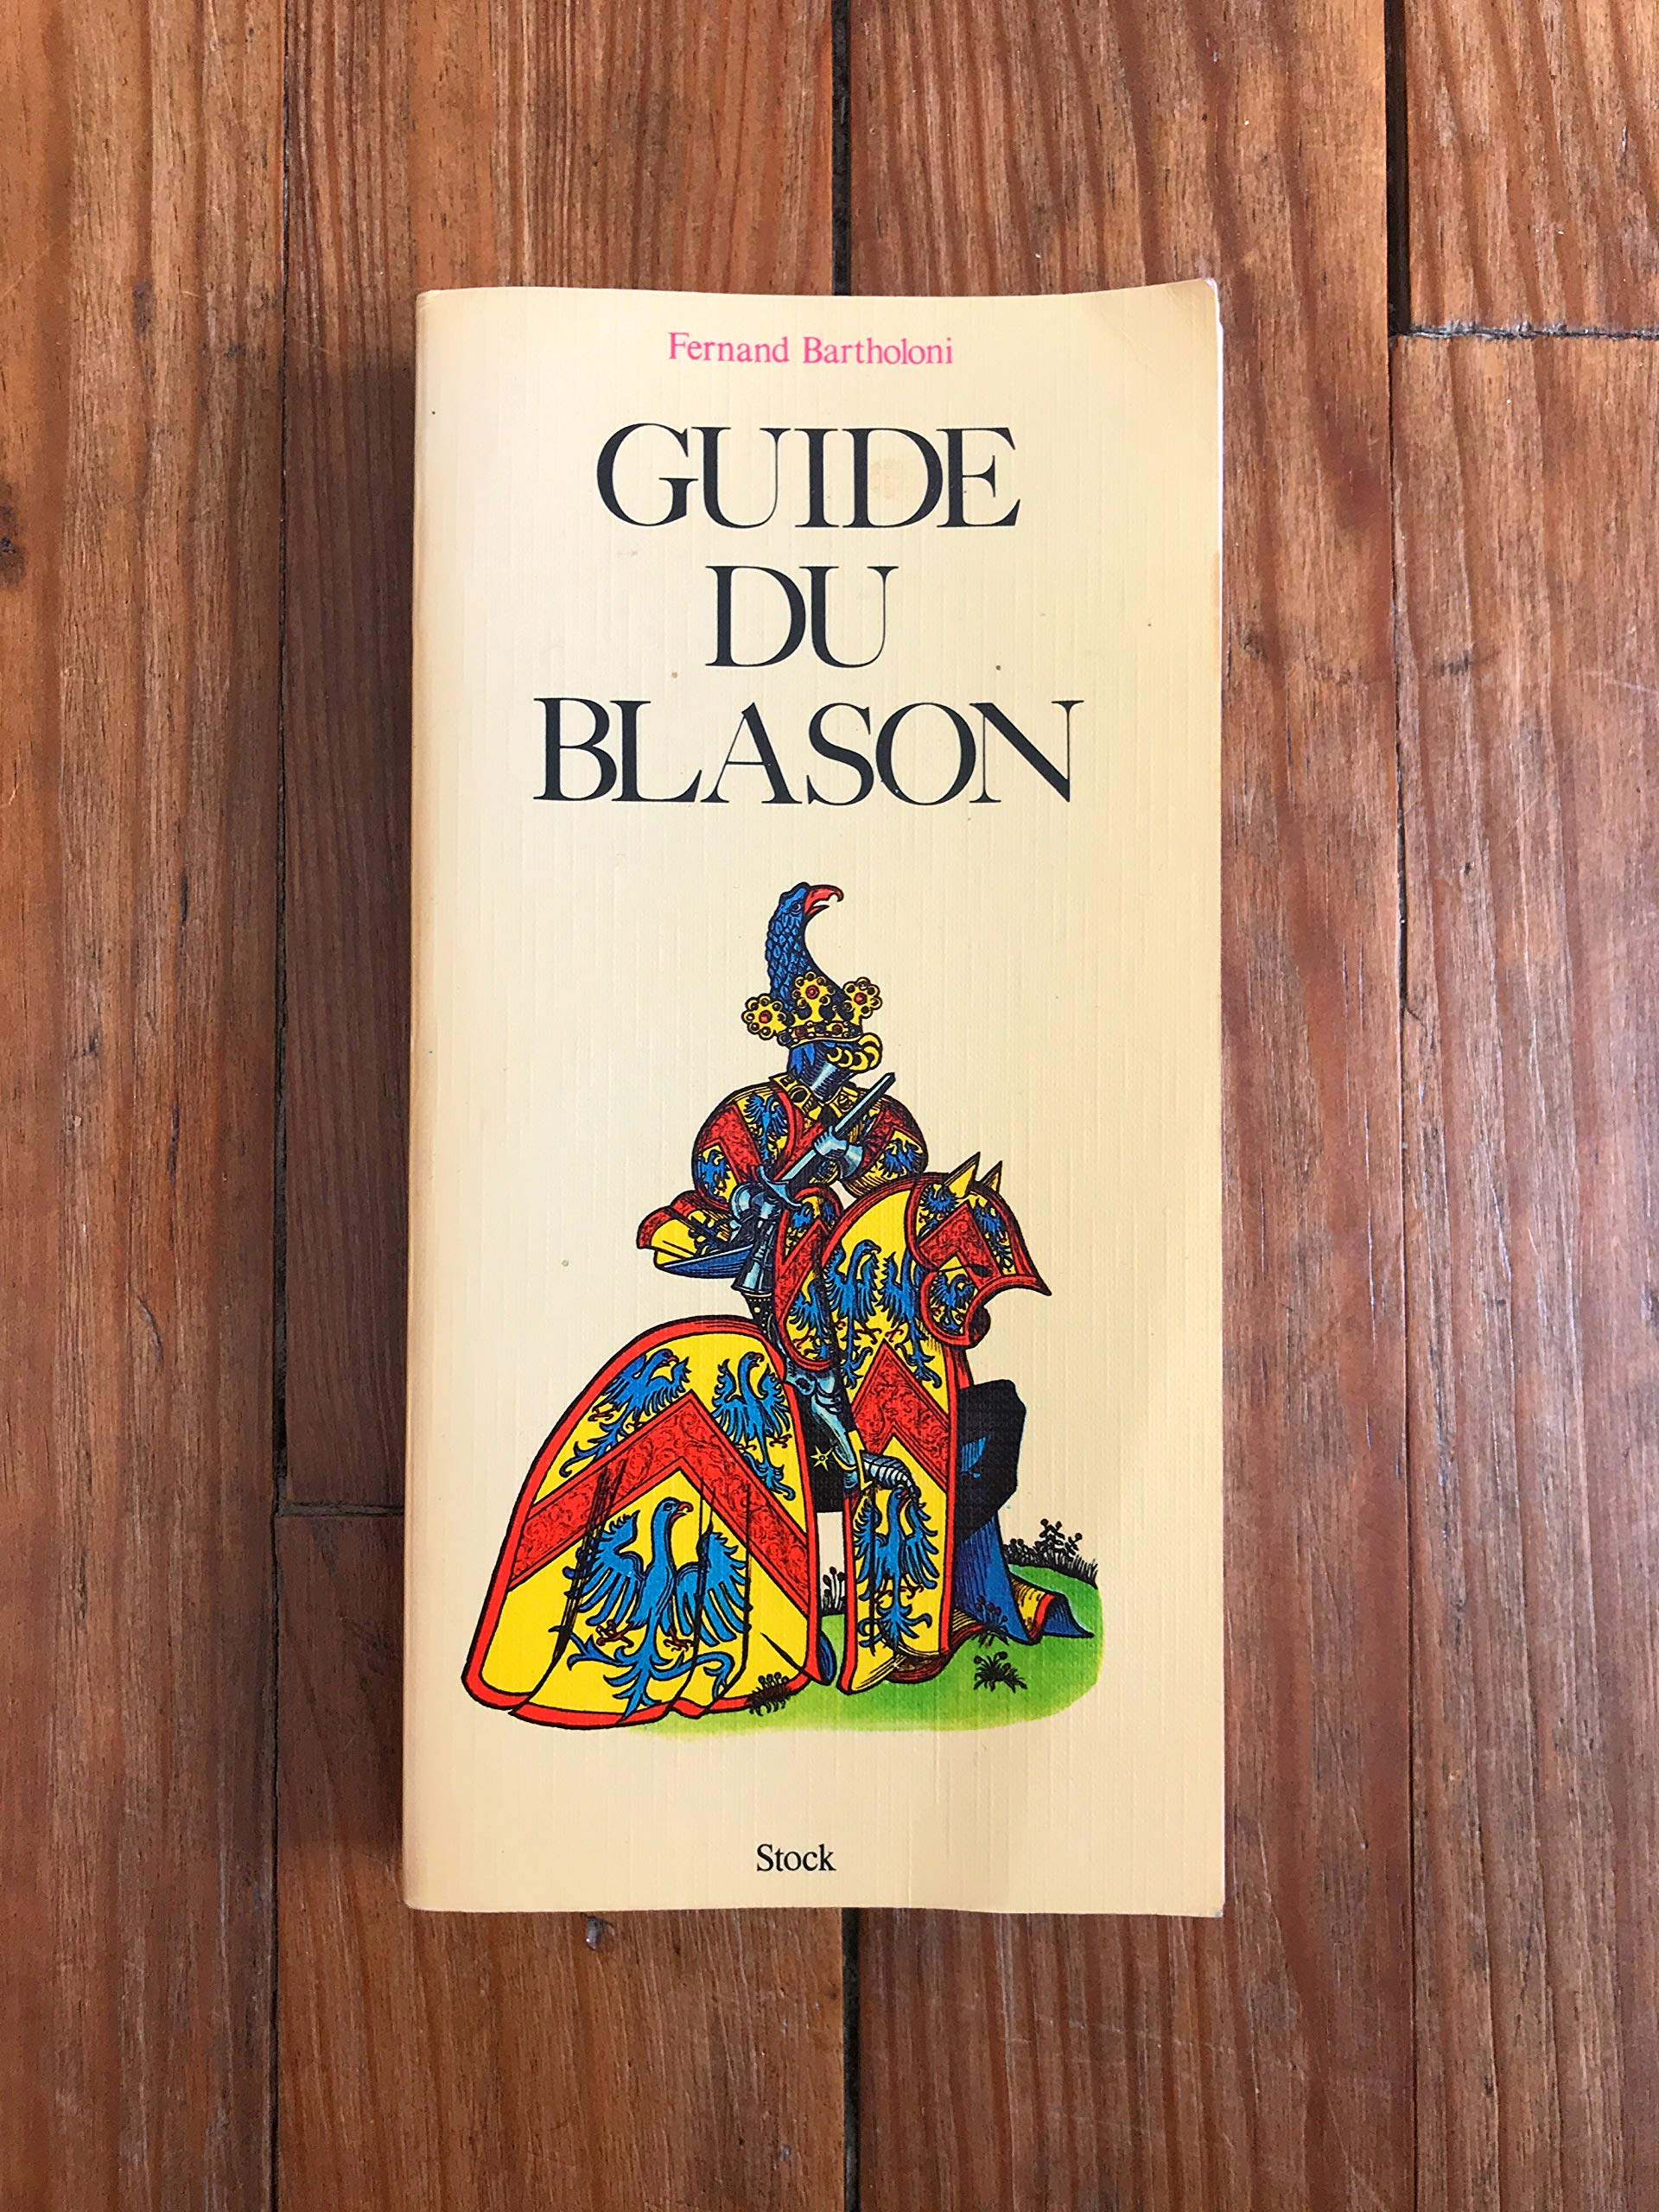 Fernand Bartholoni
GUIDE
DU
BLASON
Stock